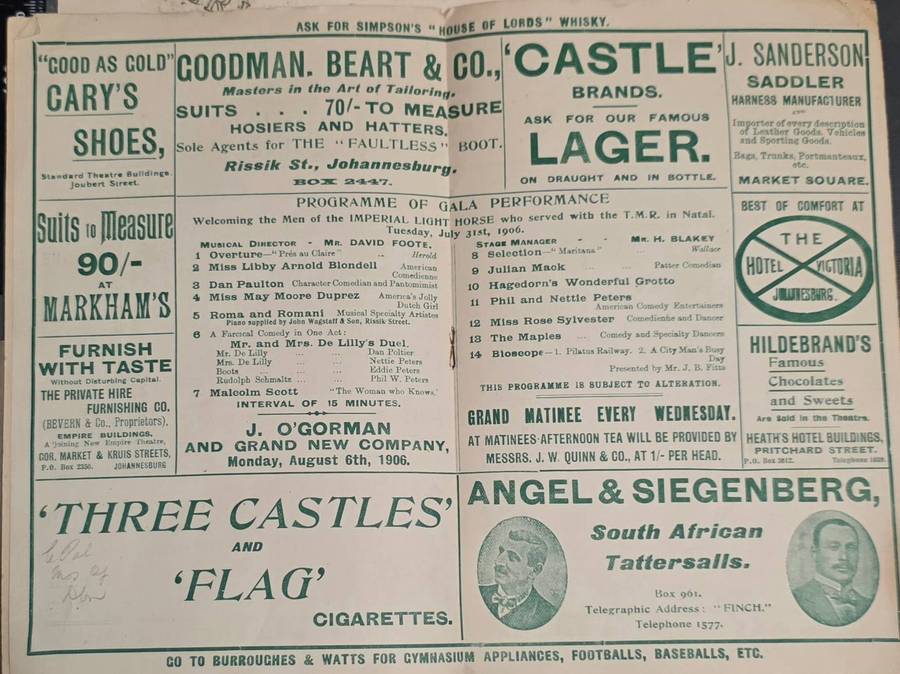 ASK FOR SIMPSON'S "HOUSE OF LORDS" WHISKY.
"GOOD AS GOLD"
CARY'S
SHOES,
Standard Theatre Buildings.
Joubert Street.
GOODMAN. BEART & CO.,
Masters in the Art of Tailoring.
SUITS . . . 70/- TO MEASURE
HOSIERS AND HATTERS.
Sole Agents for THE "FAULTLESS" BOOT.
Rissik St., Johannesburg.
BOX 2447.
'CASTLE'
BRANDS.
ASK FOR OUR FAMOUS
LAGER.
ON DRAUGHT AND IN BOTTLE.
J. SANDERSON
SADDLER
HARNESS MANUFACTURER
AND
Importer of every description
of Leather Goods, Vehicles
and Sporting Goods.
Bags, Trunks, Portmanteaux,
etc.
MARKET SQUARE.
Suits to Measure
90/-
AT
MARKHAM'S
FURNISH
WITH TASTE
Without Disturbing Capital.
THE PRIVATE HIRE
FURNISHING CO.
(BEVERN & Co., Proprietors),
EMPIRE BUILDINGS,
Adjoining New Empire Theatre,
COR. MARKET & KRUIS STREETS,
P.O. Box 2350. JOHANNESBURG
PROGRAMME OF GALA PERFORMANCE
Welcoming the Men of the IMPERIAL LIGHT HORSE who served with the T.M.R. in Natal.
Tuesday, July 31st, 1906.
MUSICAL DIRECTOR - MR. DAVID FOOTE.
1 Overture—"Prés au Claire" .. Herold
2 Miss Libby Arnold Blondell American
Comedienne
3 Dan Paulton Character Comedian and Pantomimist
4 Miss May Moore Duprez America's Jolly
Dutch Girl
5 Roma and Romani Musical Specialty Artistes
Piano supplied by John Wagstaff & Son, Rissik Street.
6 A Farcical Comedy in One Act:
Mr. and Mrs. De Lilly's Duel.
Mr. De Lilly ... ... Dan Poltier
Mrs. De Lilly ... ... Nettie Peters
Boots ... ... Eddie Peters
Rudolph Schmaltz ... ... Phil W. Peters
7 Malcolm Scott "The Woman who Knows."
INTERVAL OF 15 MINUTES.
J. O'GORMAN
AND GRAND NEW COMPANY,
Monday, August 6th, 1906.
STAGE MANAGER - MR. H. BLAKEY
8 Selection—"Maritana" .. Wallace
9 Julian Mack ... ... Patter Comedian
10 Hagedorn's Wonderful Grotto
11 Phil and Nettie Peters
American Comedy Entertainers
12 Miss Rose Sylvester Comedienne and Dancer
13 The Maples ... Comedy and Specialty Dancers
14 Bioscope—1. Pilatus Railway. 2. A City Man's Busy
Day
Presented by Mr. J. B. Fitts
THIS PROGRAMME IS SUBJECT TO ALTERATION.
GRAND MATINEE EVERY WEDNESDAY.
AT MATINEES AFTERNOON TEA WILL BE PROVIDED BY
MESSRS. J. W. QUINN & CO., AT 1/- PER HEAD.
BEST OF COMFORT AT
THE
HOTEL VICTORIA
JOHANNESBURG.
HILDEBRAND'S
Famous
Chocolates
and Sweets
Are Sold in the Theatre.
HEATH'S HOTEL BUILDINGS,
PRITCHARD STREET.
P.O. Box 3812. Telephone
'THREE CASTLES'
AND
'FLAG'
CIGARETTES.
ANGEL & SIEGENBERG,
South African
Tattersalls.
Box 961.
Telegraphic Address: "FINCH."
Telephone 1577.
GO TO BURROUGHES & WATTS FOR GYMNASIUM APPLIANCES, FOOTBALLS, BASEBALLS, ETC.